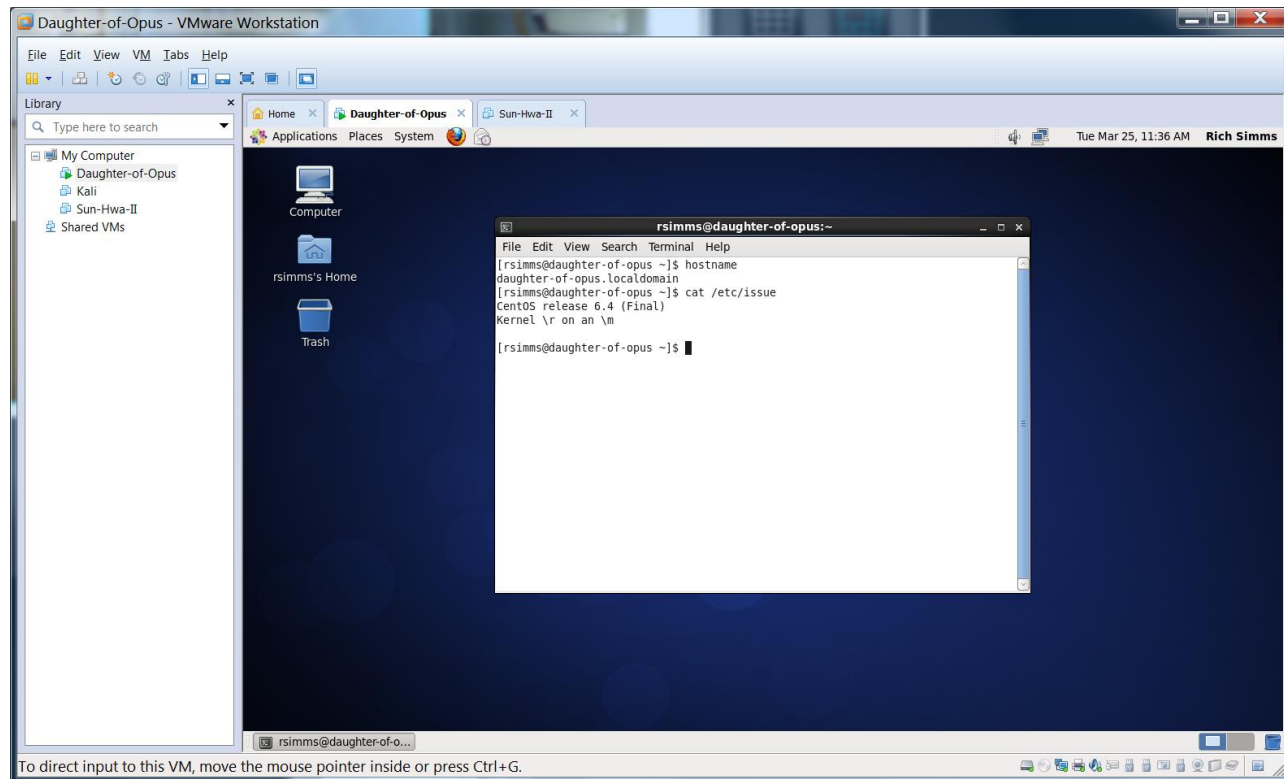 Daughter-of-Opus - VMware Workstation
File Edit View VM Tabs Help
Library
Type here to search
My Computer
Daughter-of-Opus
Kali
Sun-Hwa-II
Shared VMs
Home Daughter-of-Opus Sun-Hwa-II
Applications Places System Tue Mar 25, 11:36 AM Rich Simms
Computer
rsimms's Home
Trash
rsimms@daughter-of-opus:~
File Edit View Search Terminal Help
[rsimms@daughter-of-opus ~]$ hostname
daughter-of-opus.localdomain
[rsimms@daughter-of-opus ~]$ cat /etc/issue
CentOS release 6.4 (Final)
Kernel \r on an \m
[rsimms@daughter-of-opus ~]$
rsimms@daughter-of-o...
To direct input to this VM, move the mouse pointer inside or press Ctrl+G.